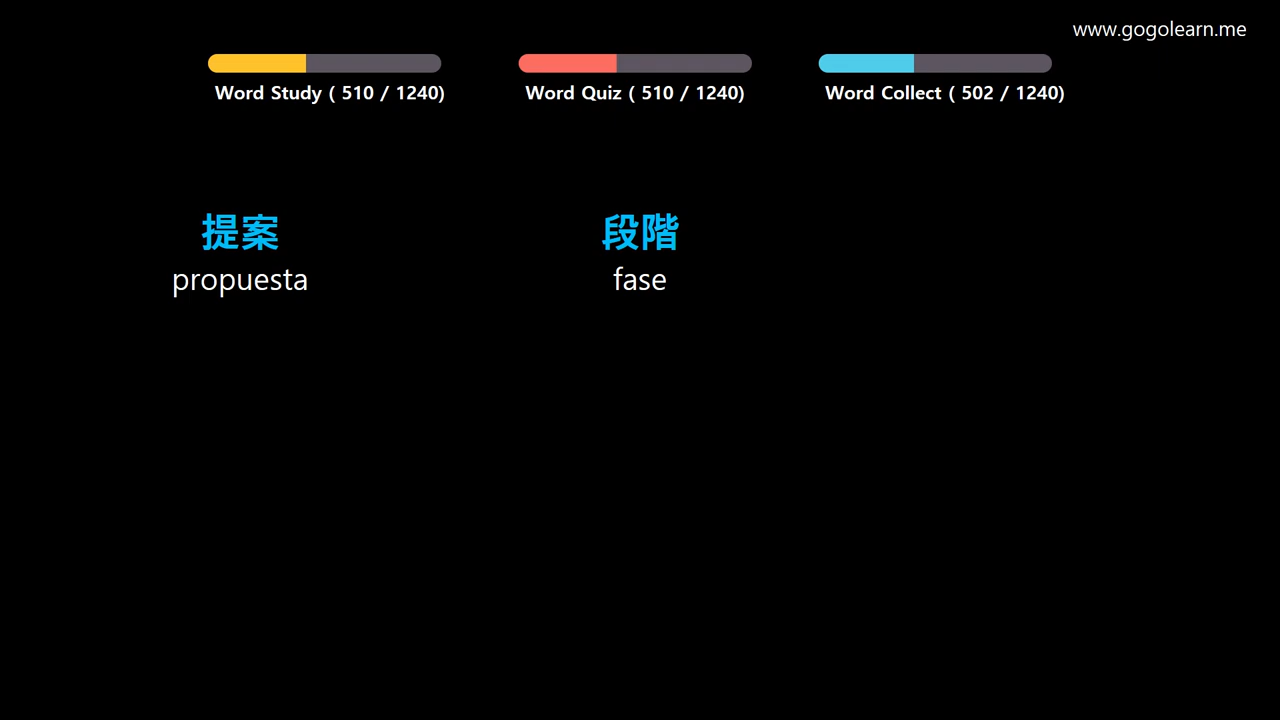 www.gogolearn.me
Word Study ( 510 / 1240)
Word Quiz ( 510 / 1240)
Word Collect ( 502 / 1240)
提案
propuesta
段階
fase